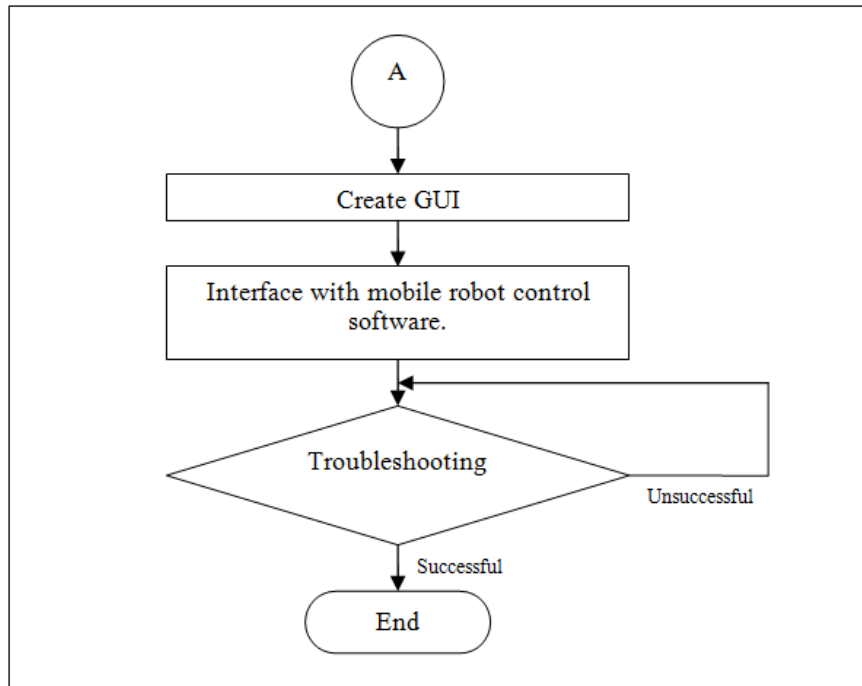 A
Create GUI
Interface with mobile robot control
software.
Troubleshooting
Unsuccessful
Successful
End